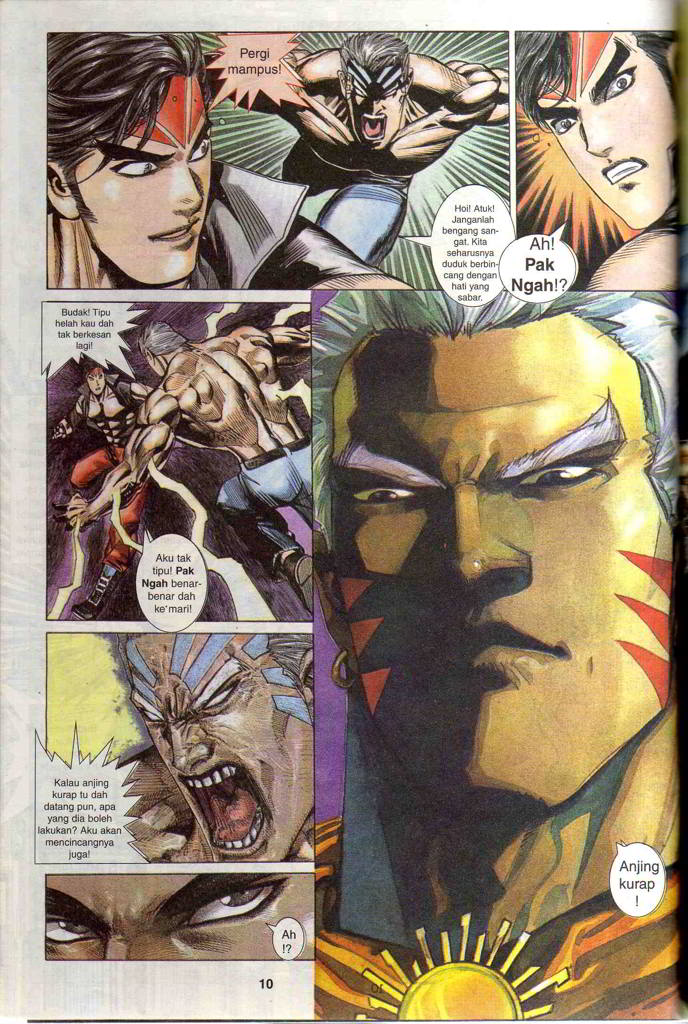 Pergi
mampus!
Hoi! Atuk!
Janganlah
bengang san-
gat. Kita
seharusnya
duduk berbin-
cang dengan
hati yang
sabar.
Ah!
Pak
Ngah!?
Budak! Tipu
helah kau dah
tak berkesan
lagi!
Aku tak
tipu! Pak
Ngah benar-
benar dah
ke'mari!
Kalau anjing
kurap tu dah
datang pun, apa
yang dia boleh
lakukan? Aku akan
mencincangnya
juga!
Ah
!?
Anjing
kurap
!
10